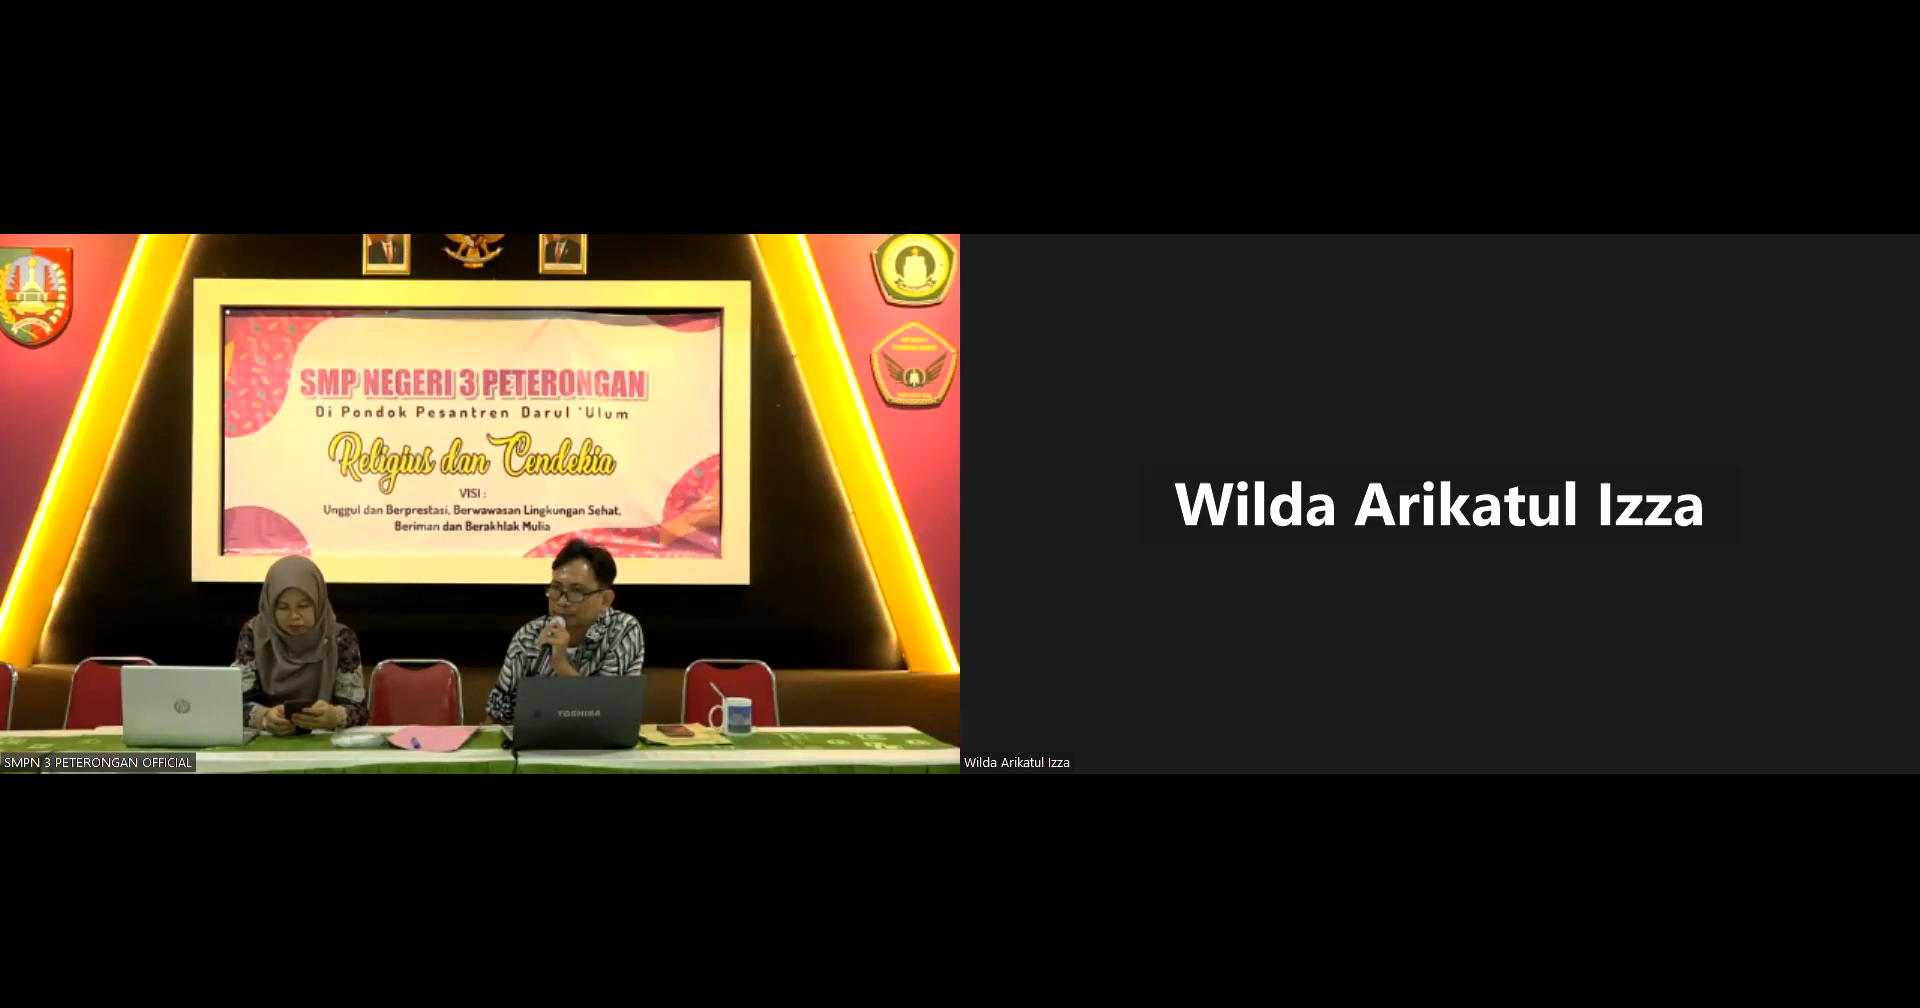 SMP NEGERI 3 PETERONGAN
Di Pondok Pesantren Darul 'Ulum
Religius dan Cendekia
VISI :
Unggul dan Berprestasi, Berwawasan Lingkungan Sehat,
Beriman dan Berakhlak Mulia
hp
TOSHIBA
SMPN 3 PETERONGAN OFFICIAL
Wilda Arikatul Izza
Wilda Arikatul Izza